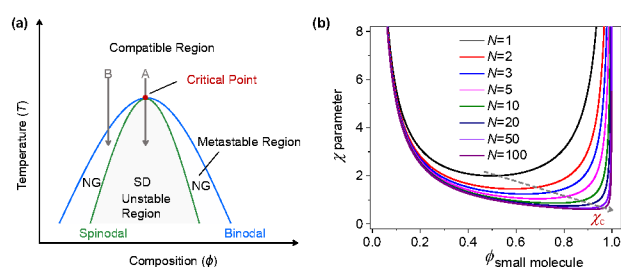 (a)
Compatible Region
B
A
Critical Point
Metastable Region
NG
SD
NG
Unstable
Region
Spinodal
Binodal
Temperature (T)
Composition (ϕ)
(b)
8
6
4
2
0
N=1
N=2
N=3
N=5
N=10
N=20
N=50
N=100
χc
0.0 0.2 0.4 0.6 0.8 1.0
χ parameter
ϕsmall molecule